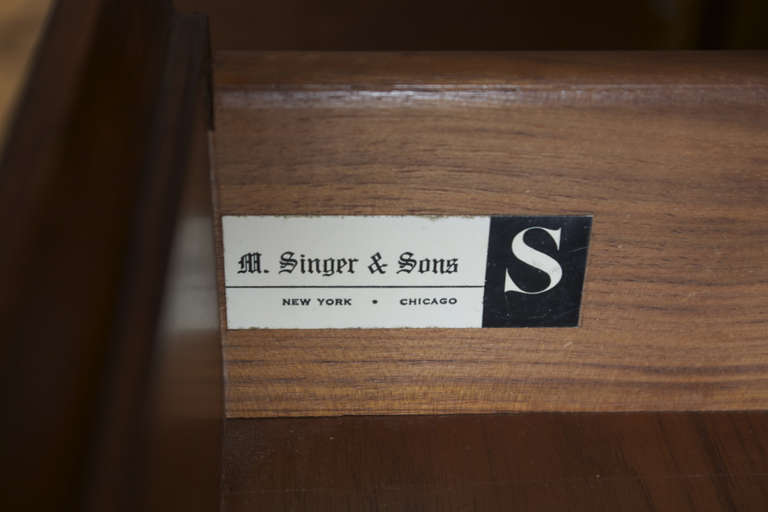 M. Singer & Sons
NEW YORK • CHICAGO
S